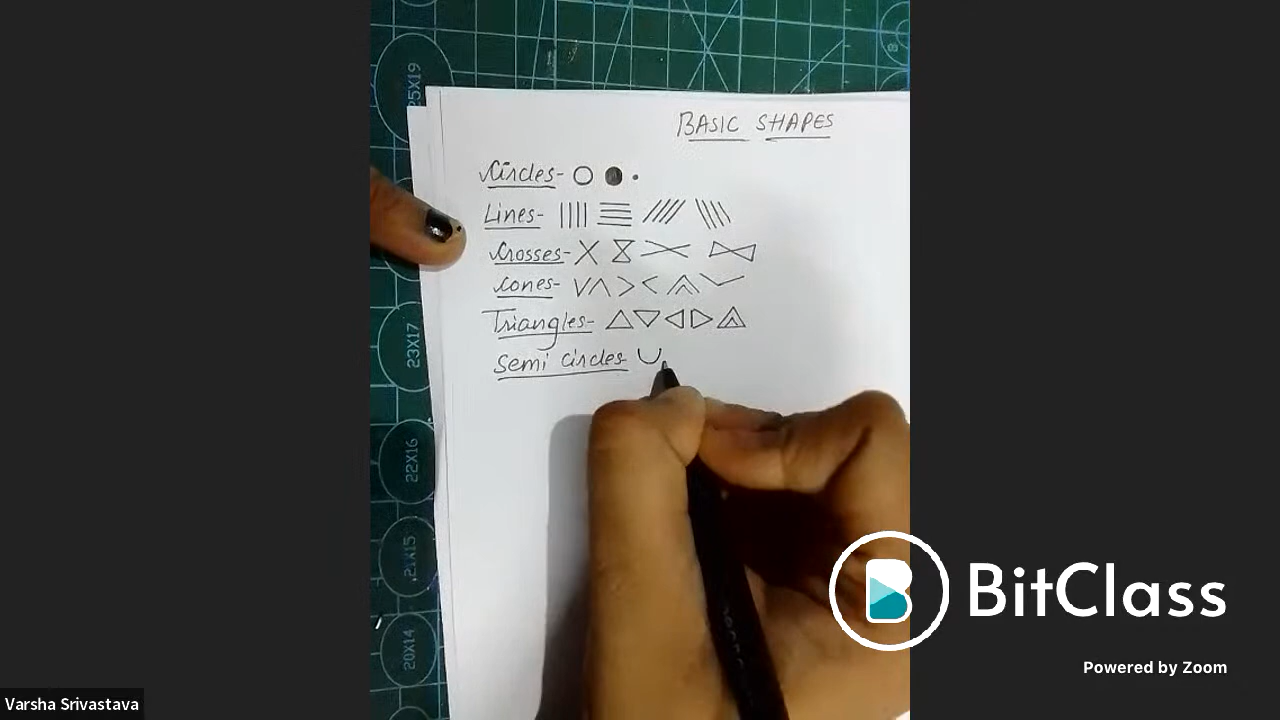 BASIC SHAPES
Circles-
Lines-
Crosses-
Cones-
Triangles-
Semi Circles-
25X19
23X17
22X16
21X15
20X14
8
BitClass
Powered by Zoom
Varsha Srivastava